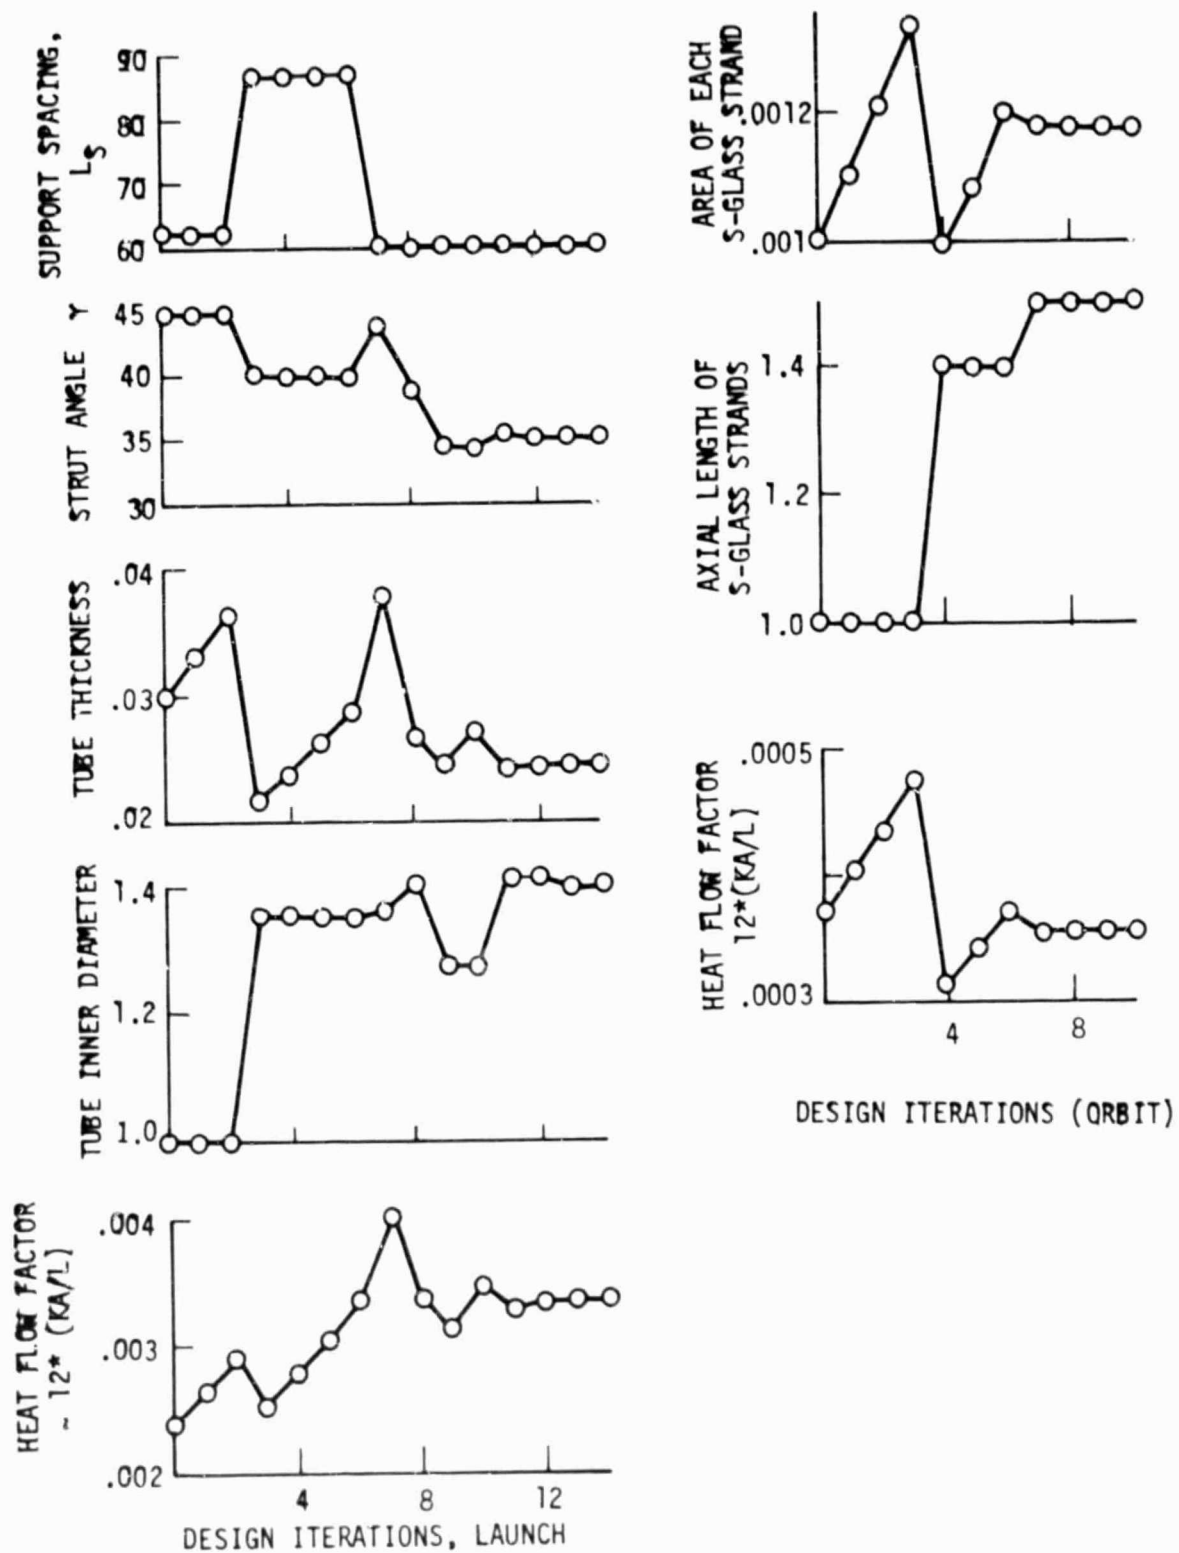 SUPPORT SPACING,
LS
90
80
70
60
STRUT ANGLE γ
45
40
35
30
TUBE THICKNESS
.04
.03
.02
TUBE INNER DIAMETER
1.4
1.2
1.0
HEAT FLOW FACTOR
~ 12* (KA/L)
.004
.003
.002
4 8 12
DESIGN ITERATIONS, LAUNCH
AREA OF EACH
S-GLASS STRAND
.0012
.001
AXIAL LENGTH OF
S-GLASS STRANDS
1.4
1.2
1.0
HEAT FLOW FACTOR
12*(KA/L)
.0005
.0003
4 8
DESIGN ITERATIONS (ORBIT)